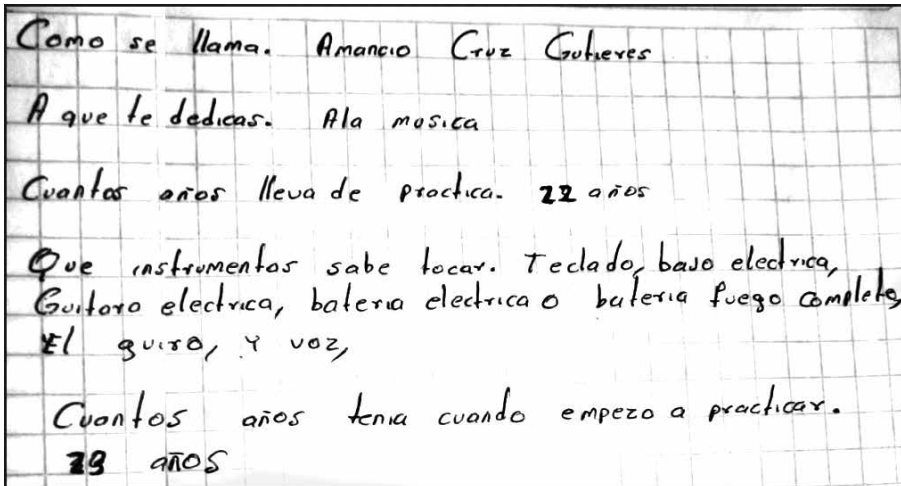 Como se llama. Amancio Cruz Gutieres
A que te dedicas. Ala musica
Cuantos años lleva de practica. 22 años
Que instrumentos sabe tocar. Teclado, bajo electrica,
Guitara electrica, bateria electrica o bateria fuego completo,
El guiro, Y voz,
Cuantos años tenia cuando empezo a practicar.
años